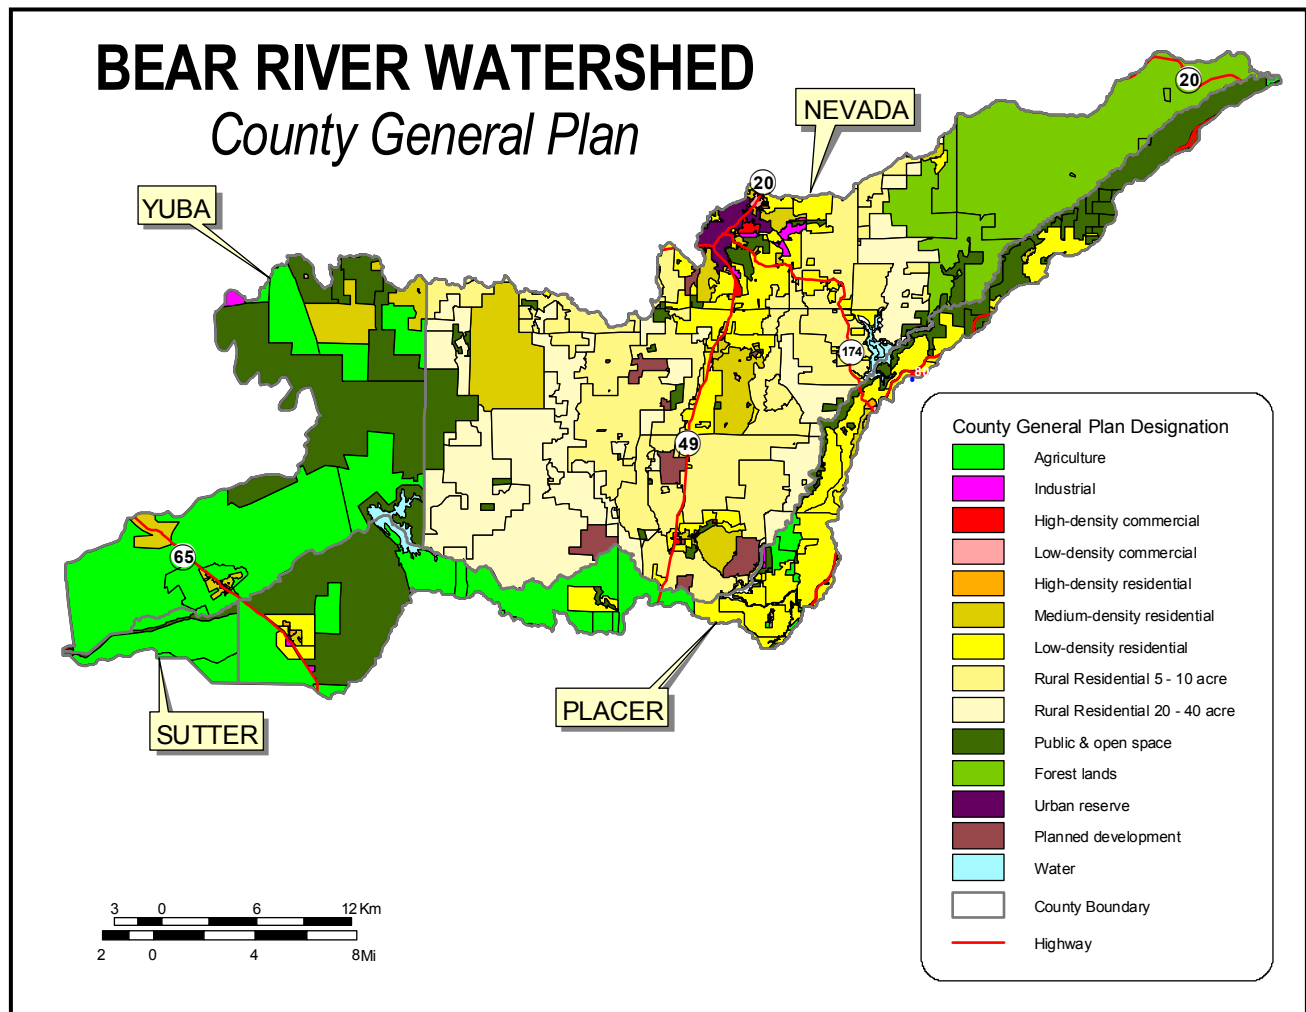 BEAR RIVER WATERSHED
County General Plan
NEVADA
YUBA
20
20
174
80
49
65
SUTTER
PLACER
County General Plan Designation
Agriculture
Industrial
High-density commercial
Low-density commercial
High-density residential
Medium-density residential
Low-density residential
Rural Residential 5 - 10 acre
Rural Residential 20 - 40 acre
Public & open space
Forest lands
Urban reserve
Planned development
Water
County Boundary
Highway
3 0 6 12 Km
2 0 4 8 Mi